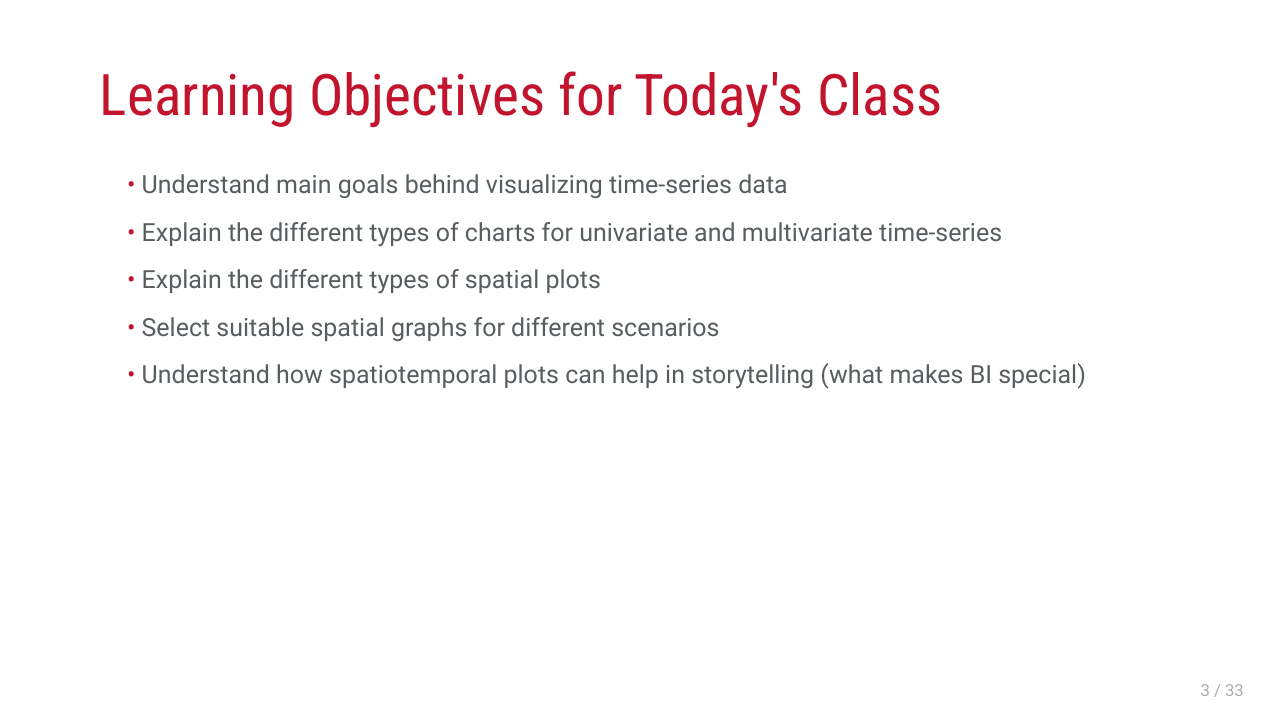 Learning Objectives for Today's Class
• Understand main goals behind visualizing time-series data
• Explain the different types of charts for univariate and multivariate time-series
• Explain the different types of spatial plots
• Select suitable spatial graphs for different scenarios
• Understand how spatiotemporal plots can help in storytelling (what makes BI special)
3 / 33